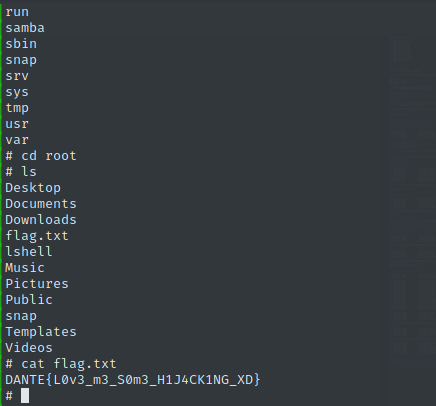 run
samba
sbin
snap
srv
sys
tmp
usr
var
# cd root
# ls
Desktop
Documents
Downloads
flag.txt
lshell
Music
Pictures
Public
snap
Templates
Videos
# cat flag.txt
DANTE{L0v3_m3_S0m3_H1J4CK1NG_XD}
#